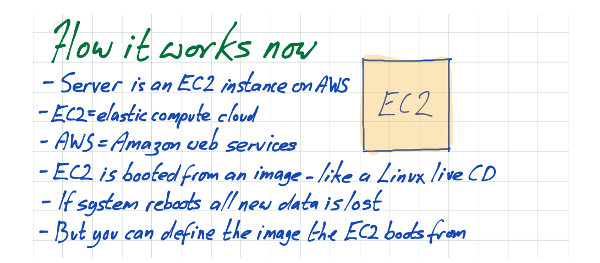 How it works now
- Server is an EC2 instance on AWS
- EC2=elastic compute cloud
- AWS = Amazon web services
- EC2 is booted from an image - like a Linux live CD
- If system reboots all new data is lost
- But you can define the image the EC2 boots from
EC2